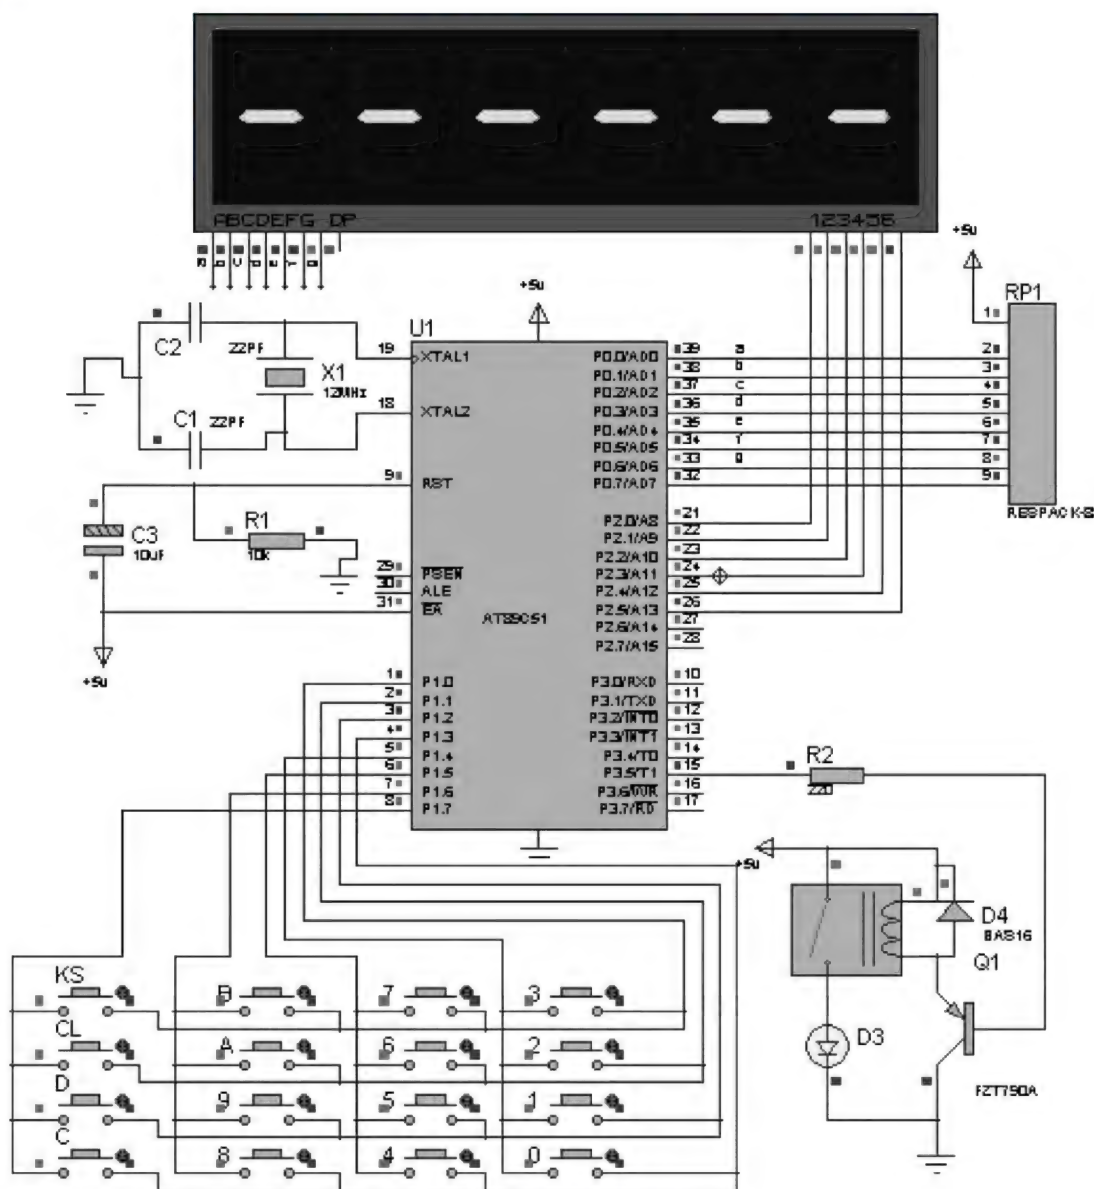 ABCDEFG DP
123456
+5u
+5u
RP1
1
U1
C2
22PF
X1
12MHz
C1
22PF
19
XTAL1
18
XTAL2
9
RST
C3
10uF
R1
10k
29
PSEN
30
ALE
31
EA
+5u
AT89C51
P0.0/AD0
39
a
2
P0.1/AD1
38
b
3
P0.2/AD2
37
c
4
P0.3/AD3
36
d
5
P0.4/AD4
35
e
6
P0.5/AD5
34
f
7
P0.6/AD6
33
g
8
P0.7/AD7
32
9
RESPACK-8
P2.0/A8
21
P2.1/A9
22
P2.2/A10
23
P2.3/A11
24
P2.4/A12
25
P2.5/A13
26
P2.6/A14
27
P2.7/A15
28
1
P1.0
2
P1.1
3
P1.2
4
P1.3
5
P1.4
6
P1.5
7
P1.6
8
P1.7
P3.0/RXD
10
P3.1/TXD
11
P3.2/INT0
12
P3.3/INT1
13
P3.4/T0
14
P3.5/T1
15
P3.6/WR
16
P3.7/RD
17
R2
220
+5u
D4
BAS16
Q1
D3
FZT790A
KS
B
7
3
CL
A
6
2
D
9
5
1
C
8
4
0